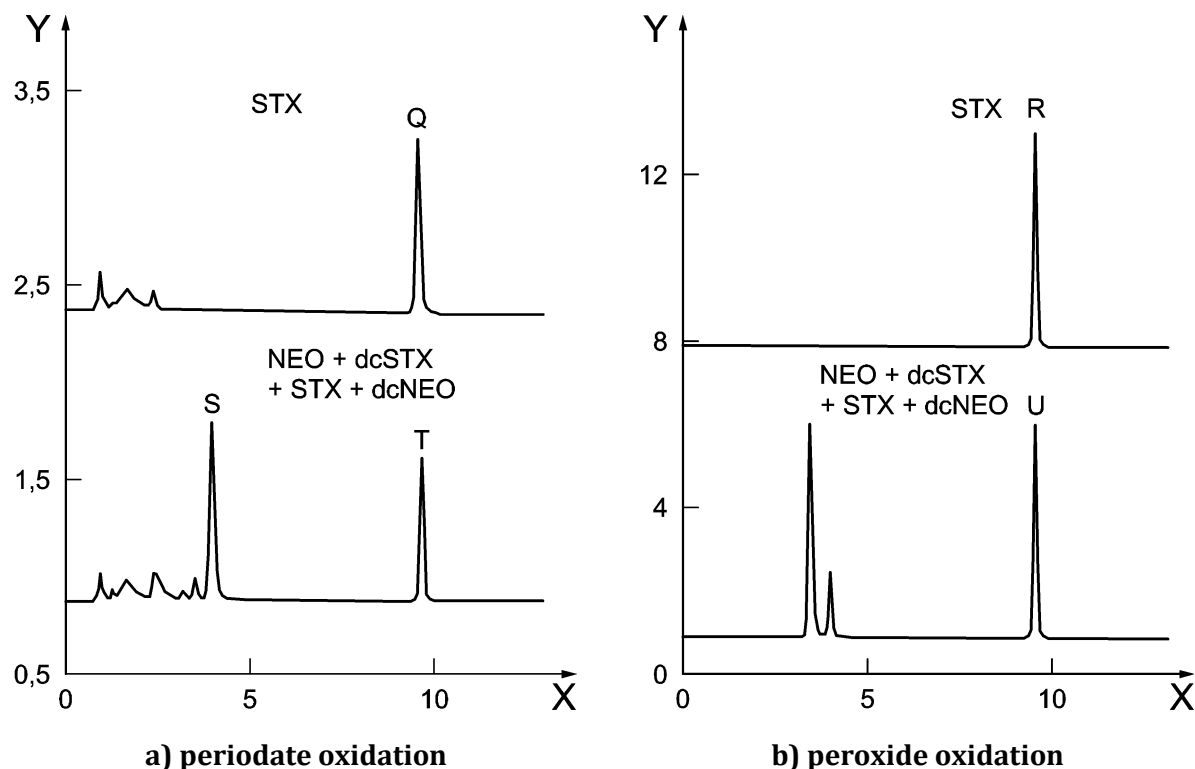 Y
3,5
STX
Q
2,5
NEO + dcSTX
+ STX + dcNEO
S
T
1,5
0,5
0
5
10
X
a) periodate oxidation
Y
STX R
12
8
NEO + dcSTX
+ STX + dcNEO U
4
0
0
5
10
X
b) peroxide oxidation